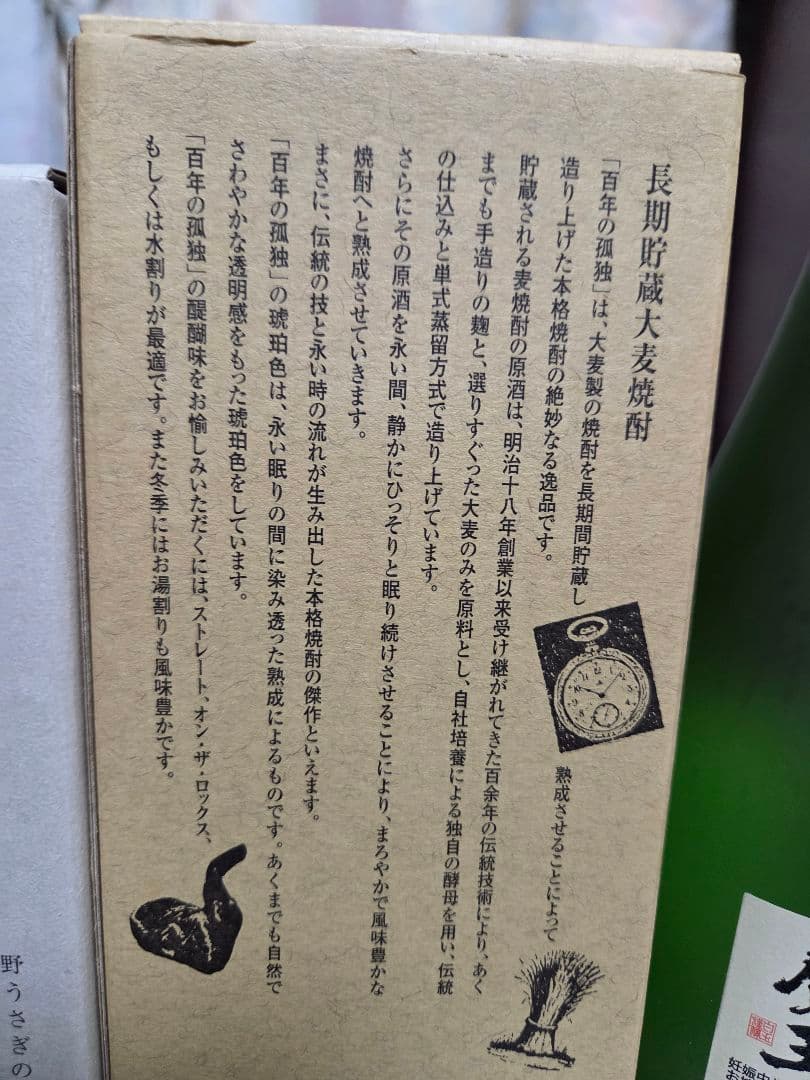 長期貯蔵大麦焼酎
「百年の孤独」は、大麦製の焼酎を長期間貯蔵し 熟成させることによって
造り上げた本格焼酎の絶妙なる逸品です。
貯蔵される麦焼酎の原酒は、明治十八年創業以来受け継がれてきた百余年の伝統技術により、あく
までも手造りの麹と、選りすぐった大麦のみを原料とし、自社培養による独自の酵母を用い、伝統
の仕込みと単式蒸留方式で造り上げています。
さらにその原酒を永い間、静かにひっそりと眠り続けさせることにより、まろやかで風味豊かな
焼酎へと熟成させていきます。
まさに、伝統の技と永い時の流れが生み出した本格焼酎の傑作といえます。
「百年の孤独」の琥珀色は、永い眠りの間に染み透った熟成によるものです。あくまでも自然で
さわやかな透明感をもった琥珀色をしています。
「百年の孤独」の醍醐味をお愉しみいただくには、ストレート、オン・ザ・ロックス、
もしくは水割りが最適です。また冬季にはお湯割りも風味豊かです。
野うさぎの
妊娠中